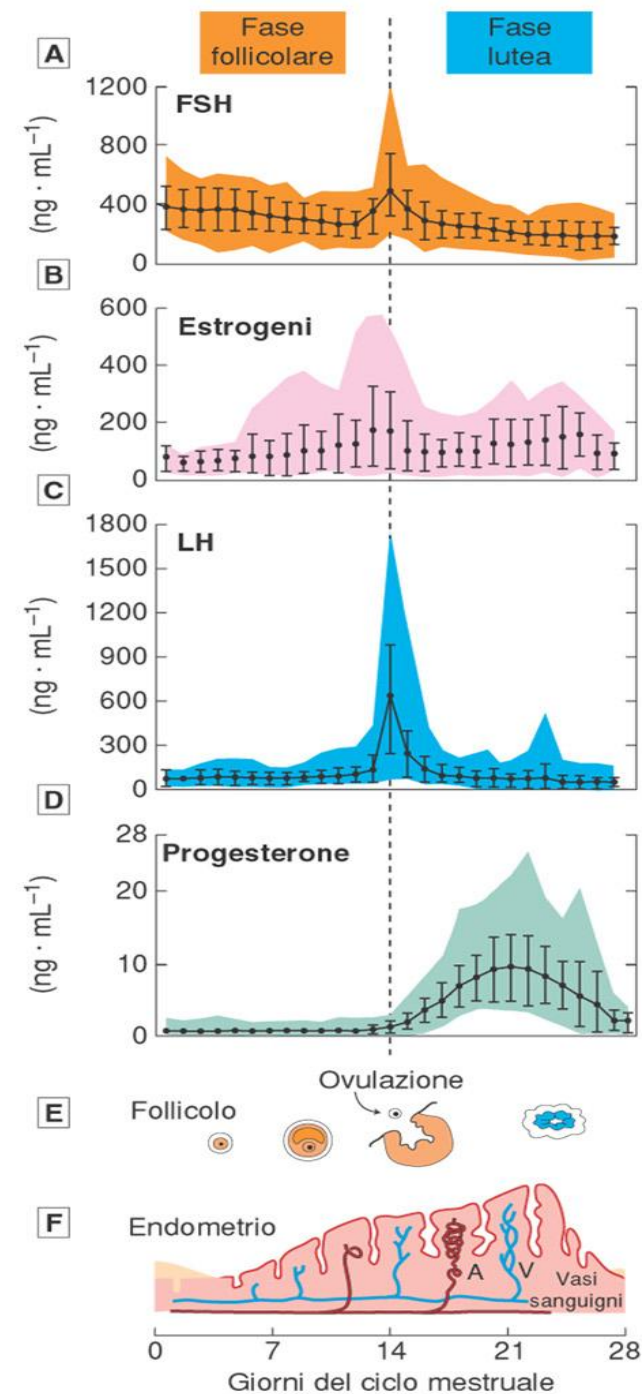 A
Fase
follicolare
Fase
lutea
FSH
(ng · mL⁻¹)
1200
800
400
0
B
Estrogeni
(ng · mL⁻¹)
600
400
200
0
C
LH
(ng · mL⁻¹)
1800
1500
1200
900
600
300
0
D
Progesterone
(ng · mL⁻¹)
28
20
10
0
Ovulazione
E
Follicolo
F
Endometrio
A
V
Vasi
sanguigni
0 7 14 21 28
Giorni del ciclo mestruale